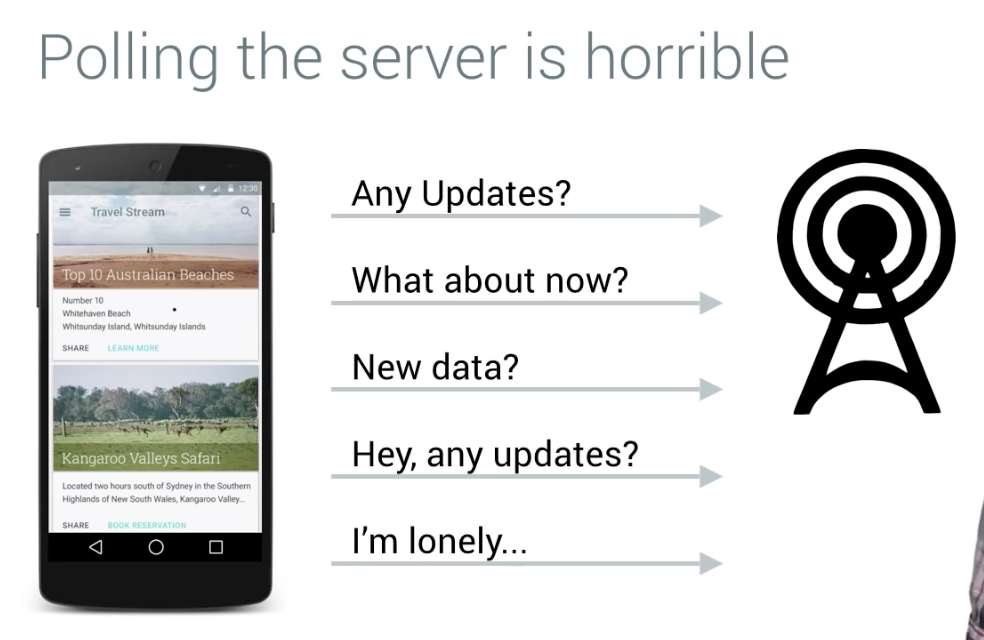 Polling the server is horrible
12:30
Travel Stream
Top 10 Australian Beaches
Number 10
Whitehaven Beach
Whitsunday Island, Whitsunday Islands
SHARE LEARN MORE
Kangaroo Valleys Safari
Located two hours south of Sydney in the Southern
Highlands of New South Wales, Kangaroo Valley...
SHARE BOOK RESERVATION
Any Updates?
What about now?
New data?
Hey, any updates?
I'm lonely...